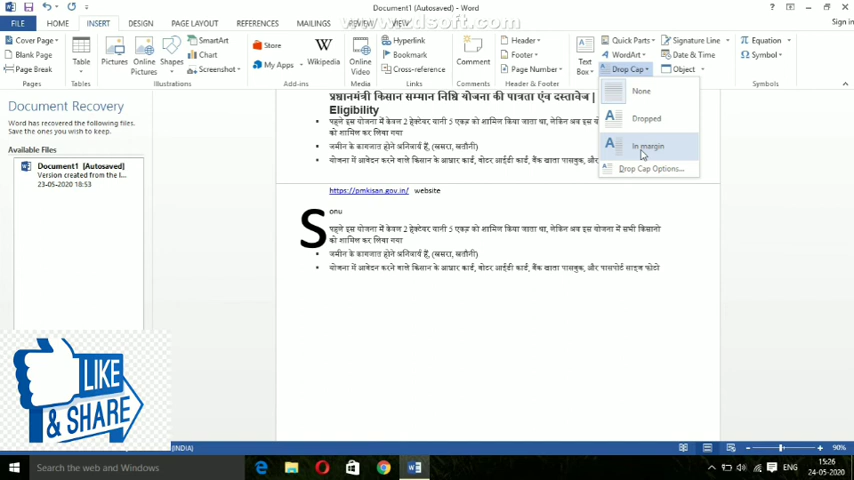 Document1 (Autosaved) - Word
FILE HOME INSERT DESIGN PAGE LAYOUT REFERENCES MAILINGS REVIEW VIEW Sign in
Cover Page
Blank Page
Page Break
Pages
Table
Tables
Pictures
Online Pictures
Shapes
SmartArt
Chart
Screenshot
Illustrations
Store
My Apps
Wikipedia
Add-ins
Online Video
Media
Hyperlink
Bookmark
Cross-reference
Links
Comment
Comments
Header
Footer
Page Number
Header & Footer
Text Box
Quick Parts
WordArt
Drop Cap
Signature Line
Date & Time
Object
Equation
Symbol
Symbols
None
Dropped
In margin
Drop Cap Options...
Document Recovery
Word has recovered the following files.
Save the ones you wish to keep.
Available Files
Document1 [Autosaved]
Version created from the l...
23-05-2020 18:53
प्रधानमंत्री किसान सम्मान निधि योजना की पात्रता एंव दस्तावेज |
Eligibility
पहले इस योजना में केवल 2 हेक्टेयर यानी 5 एकड़ को शामिल किया जाता था, लेकिन अब इस योजना में स
को शामिल कर लिया गया
जमीन के कागजात होने अनिवार्य हैं, (खसरा, खतौनी)
योजना में आवेदन करने वाले किसान के आधार कार्ड, वोटर आईडी कार्ड, बैंक खाता पासबुक, और पास
https://pmkisan.gov.in/ website
Sonu
पहले इस योजना में केवल 2 हेक्टेयर यानी 5 एकड़ को शामिल किया जाता था, लेकिन अब इस योजना में सभी किसानो
को शामिल कर लिया गया
जमीन के कागजात होने अनिवार्य हैं, (खसरा, खतौनी)
योजना में आवेदन करने वाले किसान के आधार कार्ड, वोटर आईडी कार्ड, बैंक खाता पासबुक, और पासपोर्ट साइज फोटो
LIKE
& SHARE
(INDIA)
90%
Search the web and Windows
ENG
15:26
24-05-2020